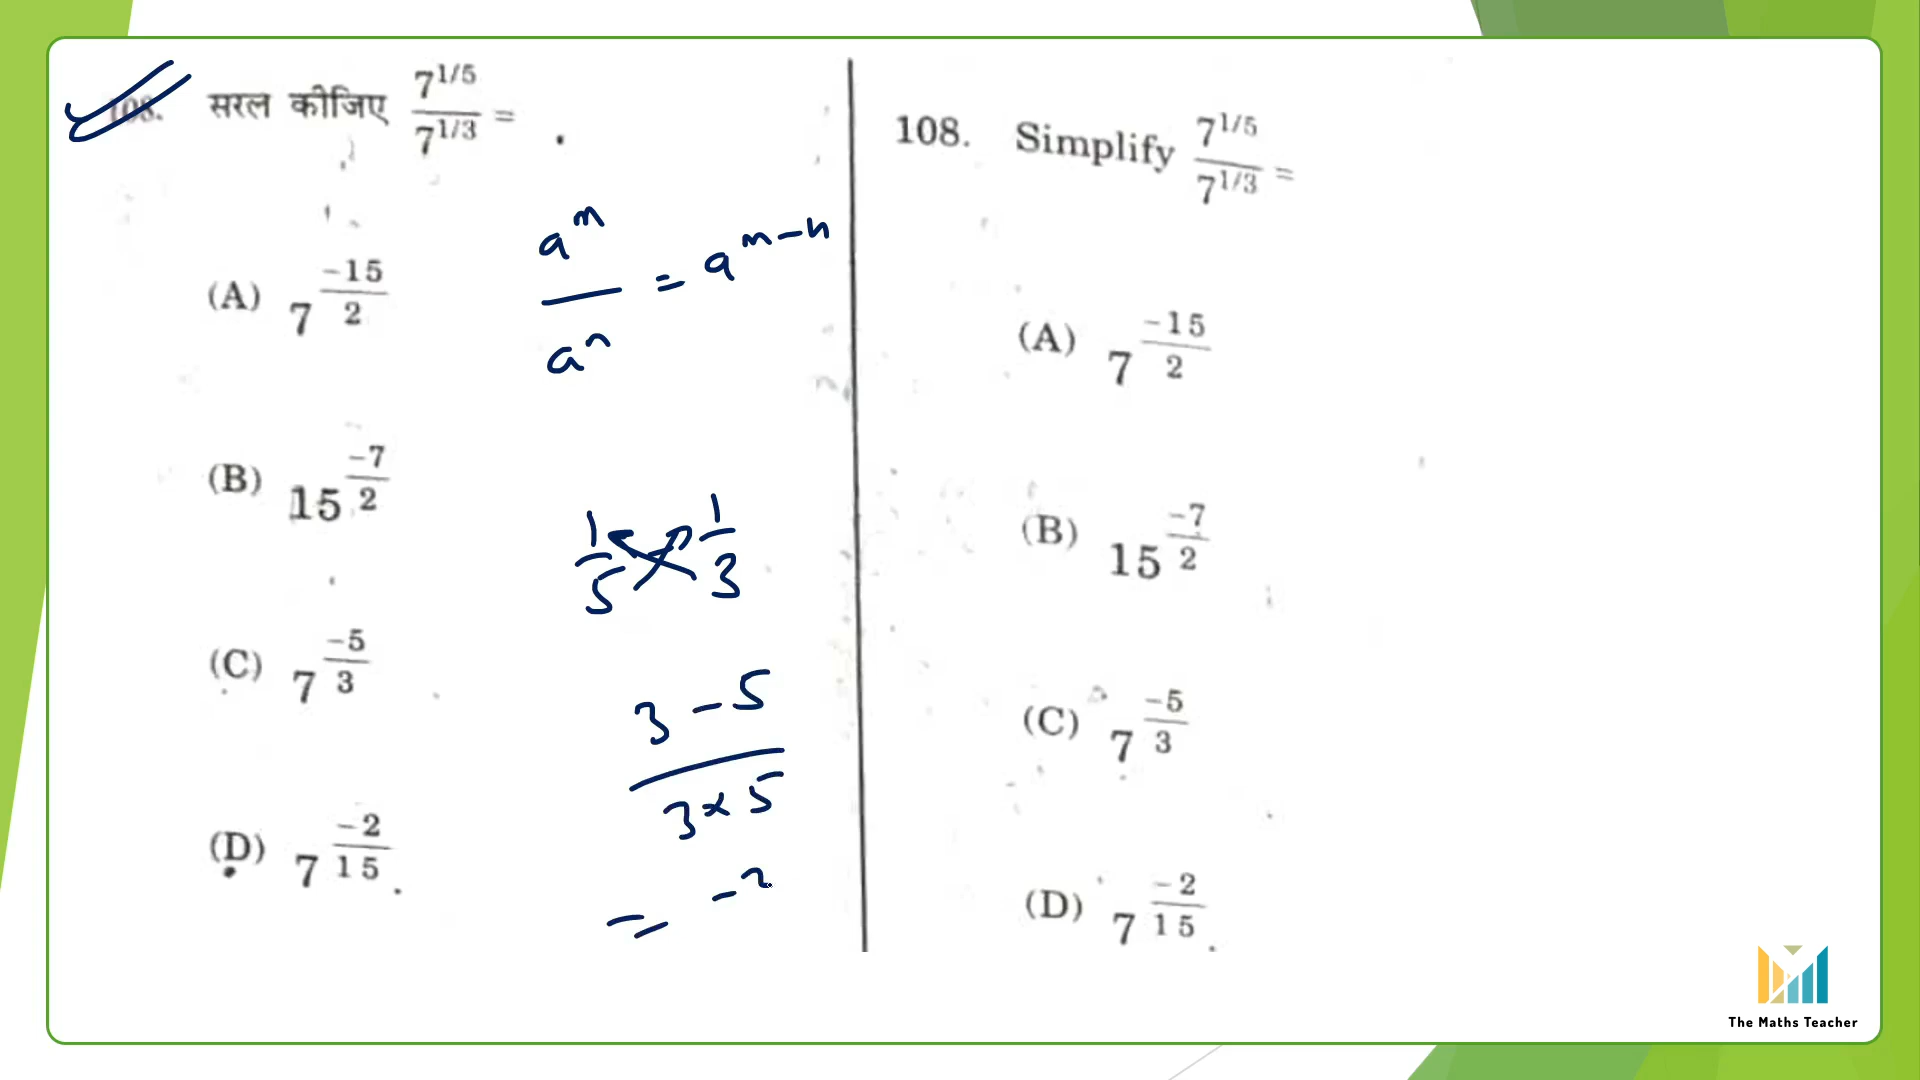 108. सरल कीजिए 7^{1/5} / 7^{1/3} = .
(A) 7^{-15/2}
(B) 15^{-7/2}
(C) 7^{-5/3}
(D) 7^{-2/15} .
a^m / a^n = a^{m-n}
1/5 - 1/3
3 - 5 / 3 × 5
= -2
108. Simplify 7^{1/5} / 7^{1/3} =
(A) 7^{-15/2}
(B) 15^{-7/2}
(C) 7^{-5/3}
(D) 7^{-2/15} .
The Maths Teacher